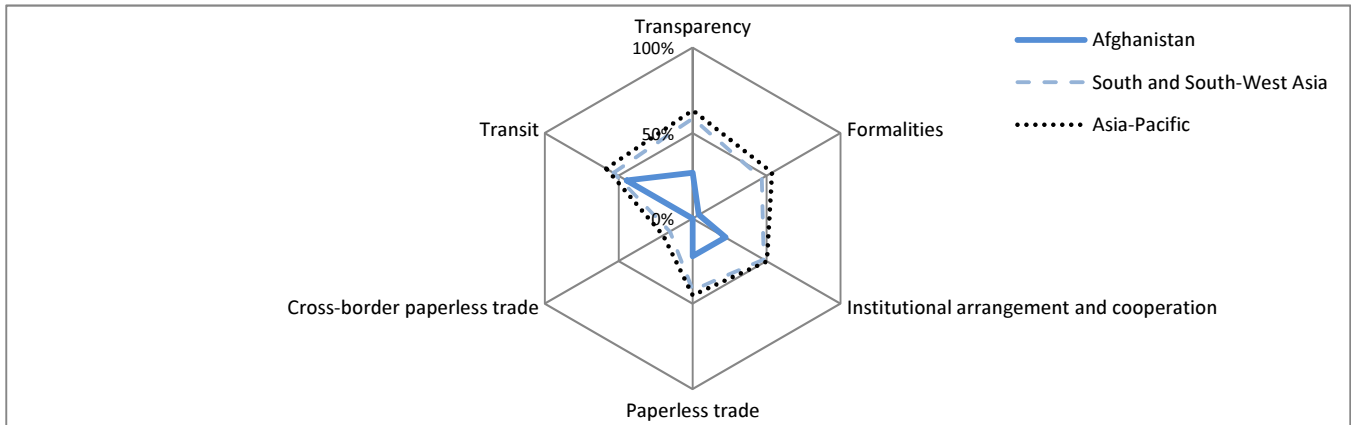 Transparency
100%
Afghanistan
South and South-West Asia
Asia-Pacific
50%
Transit
Formalities
0%
Cross-border paperless trade
Institutional arrangement and cooperation
Paperless trade